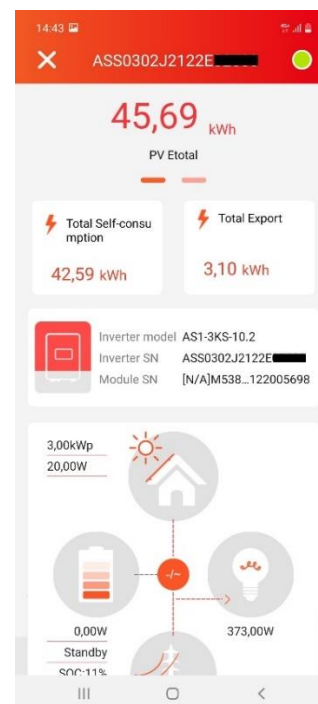 14:43
ASS0302J2122E
45,69 kWh
PV Etotal
Total Self-consu
mption
42,59 kWh
Total Export
3,10 kWh
Inverter model AS1-3KS-10.2
Inverter SN ASS0302J2122E
Module SN [N/A]M538...122005698
3,00kWp
20,00W
-/~
0,00W
Standby
SOC:11%
373,00W